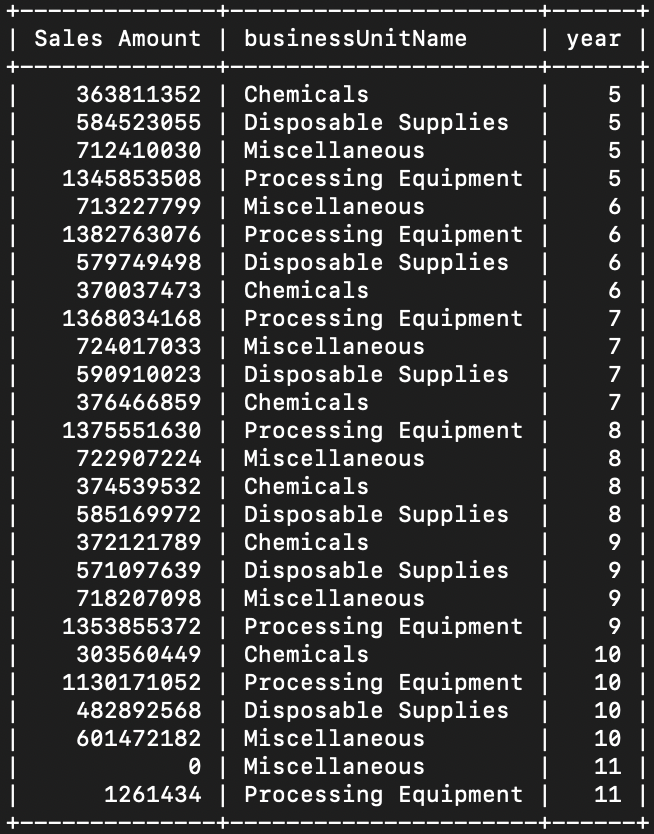 +---------------+-----------------------+------+
| Sales Amount | businessUnitName | year |
+---------------+-----------------------+------+
| 363811352 | Chemicals | 5 |
| 584523055 | Disposable Supplies | 5 |
| 712410030 | Miscellaneous | 5 |
| 1345853508 | Processing Equipment | 5 |
| 713227799 | Miscellaneous | 6 |
| 1382763076 | Processing Equipment | 6 |
| 579749498 | Disposable Supplies | 6 |
| 370037473 | Chemicals | 6 |
| 1368034168 | Processing Equipment | 7 |
| 724017033 | Miscellaneous | 7 |
| 590910023 | Disposable Supplies | 7 |
| 376466859 | Chemicals | 7 |
| 1375551630 | Processing Equipment | 8 |
| 722907224 | Miscellaneous | 8 |
| 374539532 | Chemicals | 8 |
| 585169972 | Disposable Supplies | 8 |
| 372121789 | Chemicals | 9 |
| 571097639 | Disposable Supplies | 9 |
| 718207098 | Miscellaneous | 9 |
| 1353855372 | Processing Equipment | 9 |
| 303560449 | Chemicals | 10 |
| 1130171052 | Processing Equipment | 10 |
| 482892568 | Disposable Supplies | 10 |
| 601472182 | Miscellaneous | 10 |
| 0 | Miscellaneous | 11 |
| 1261434 | Processing Equipment | 11 |
+---------------+-----------------------+------+